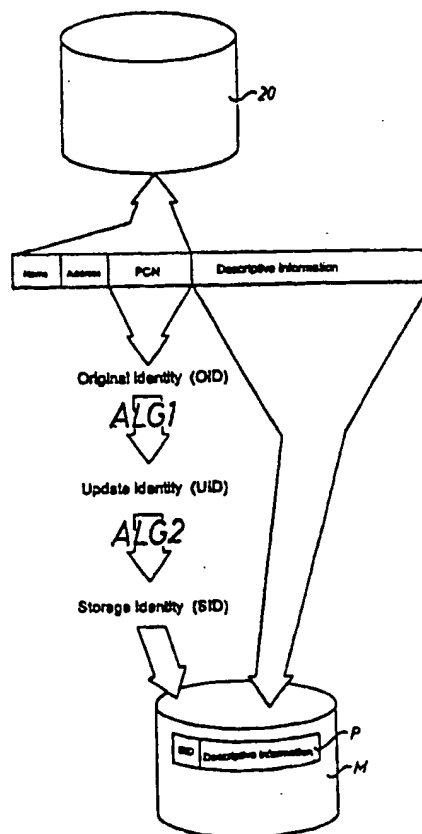 20
Name Address PCN Descriptive Information
Original Identity (OID)
ALG1
Update Identity (UID)
ALG2
Storage Identity (SID)
SID Descriptive Information
P
M